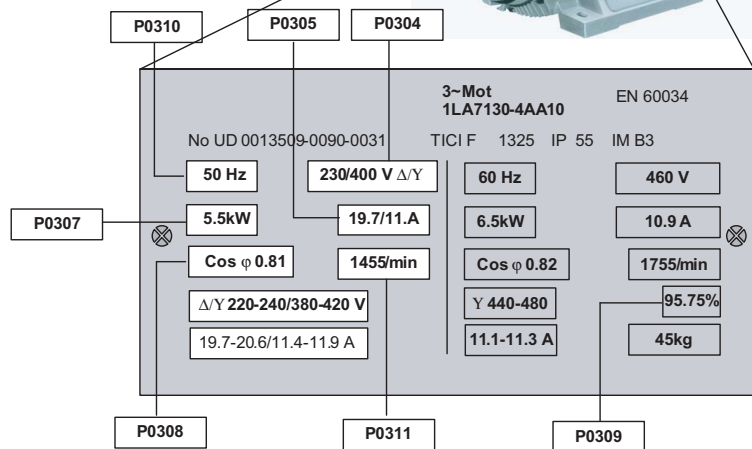 P0310 P0305 P0304
3~Mot EN 60034
1LA7130-4AA10
No UD 0013509-0090-0031 TICI F 1325 IP 55 IM B3
50 Hz 230/400 V Δ/Y 60 Hz 460 V
P0307 5.5kW 19.7/11.A 6.5kW 10.9 A
Cos φ 0.81 1455/min Cos φ 0.82 1755/min
Δ/Y 220-240/380-420 V Y 440-480 95.75%
19.7-20.6/11.4-11.9 A 11.1-11.3 A 45kg
P0308 P0311 P0309